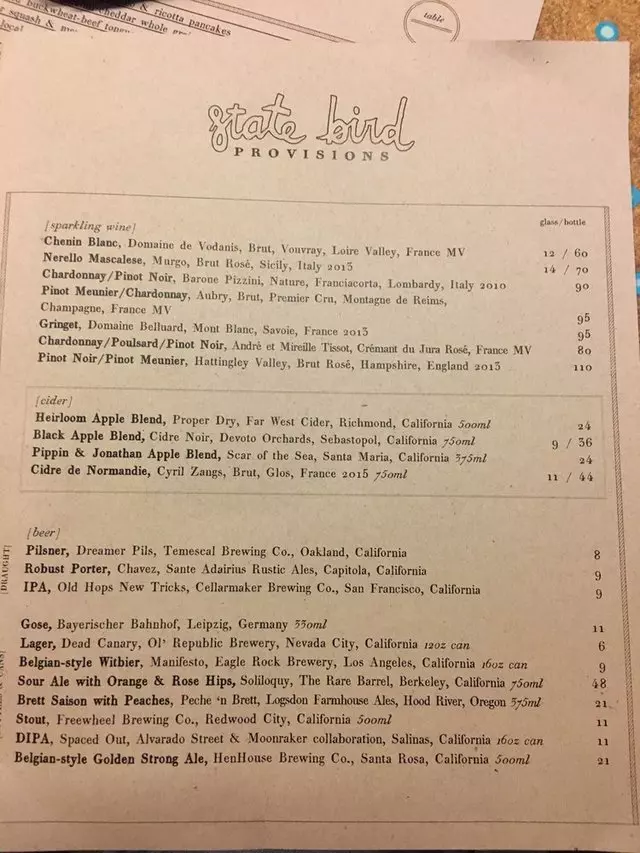 & ricotta pancakes
buckwheat-beef
cheddar whole
squash &
local
table
state bird
PROVISIONS
glass/bottle
[sparkling wine]
Chenin Blanc, Domaine de Vodanis, Brut, Vouvray, Loire Valley, France MV 12 / 60
Nerello Mascalese, Murgo, Brut Rosé, Sicily, Italy 2013 14 / 70
Chardonnay/Pinot Noir, Barone Pizzini, Nature, Franciacorta, Lombardy, Italy 2010 90
Pinot Meunier/Chardonnay, Aubry, Brut, Premier Cru, Montagne de Reims,
Champagne, France MV 95
Gringet, Domaine Belluard, Mont Blanc, Savoie, France 2013 95
Chardonnay/Poulsard/Pinot Noir, André et Mireille Tissot, Crémant du Jura Rosé, France MV 80
Pinot Noir/Pinot Meunier, Hattingley Valley, Brut Rosé, Hampshire, England 2013 110
[cider]
Heirloom Apple Blend, Proper Dry, Far West Cider, Richmond, California 500ml 24
Black Apple Blend, Cidre Noir, Devoto Orchards, Sebastopol, California 750ml 9 / 36
Pippin & Jonathan Apple Blend, Scar of the Sea, Santa Maria, California 375ml 24
Cidre de Normandie, Cyril Zangs, Brut, Glos, France 2015 750ml 11 / 44
[beer]
[DRAUGHT]
Pilsner, Dreamer Pils, Temescal Brewing Co., Oakland, California 8
Robust Porter, Chavez, Sante Adairius Rustic Ales, Capitola, California 9
IPA, Old Hops New Tricks, Cellarmaker Brewing Co., San Francisco, California 9
Gose, Bayerischer Bahnhof, Leipzig, Germany 330ml 11
Lager, Dead Canary, Ol' Republic Brewery, Nevada City, California 12oz can 6
Belgian-style Witbier, Manifesto, Eagle Rock Brewery, Los Angeles, California 16oz can 9
Sour Ale with Orange & Rose Hips, Soliloquy, The Rare Barrel, Berkeley, California 750ml 48
Brett Saison with Peaches, Peche 'n Brett, Logsdon Farmhouse Ales, Hood River, Oregon 375ml 21
Stout, Freewheel Brewing Co., Redwood City, California 500ml 11
DIPA, Spaced Out, Alvarado Street & Moonraker collaboration, Salinas, California 16oz can 11
Belgian-style Golden Strong Ale, HenHouse Brewing Co., Santa Rosa, California 500ml 21